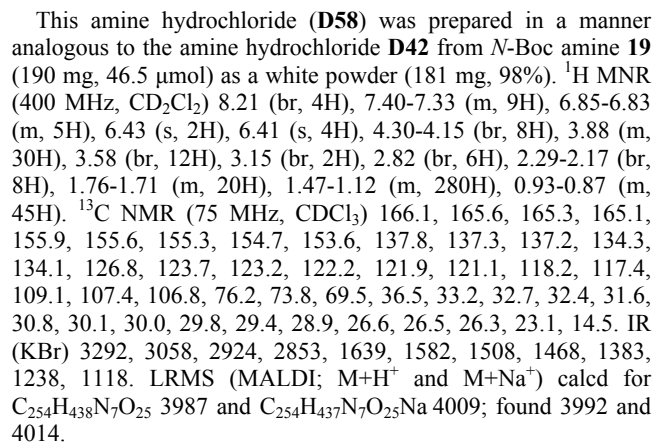 This amine hydrochloride (D58) was prepared in a manner
analogous to the amine hydrochloride D42 from N-Boc amine 19
(190 mg, 46.5 μmol) as a white powder (181 mg, 98%). ¹H MNR
(400 MHz, CD₂Cl₂) 8.21 (br, 4H), 7.40-7.33 (m, 9H), 6.85-6.83
(m, 5H), 6.43 (s, 2H), 6.41 (s, 4H), 4.30-4.15 (br, 8H), 3.88 (m,
30H), 3.58 (br, 12H), 3.15 (br, 2H), 2.82 (br, 6H), 2.29-2.17 (br,
8H), 1.76-1.71 (m, 20H), 1.47-1.12 (m, 280H), 0.93-0.87 (m,
45H). ¹³C NMR (75 MHz, CDCl₃) 166.1, 165.6, 165.3, 165.1,
155.9, 155.6, 155.3, 154.7, 153.6, 137.8, 137.3, 137.2, 134.3,
134.1, 126.8, 123.7, 123.2, 122.2, 121.9, 121.1, 118.2, 117.4,
109.1, 107.4, 106.8, 76.2, 73.8, 69.5, 36.5, 33.2, 32.7, 32.4, 31.6,
30.8, 30.1, 30.0, 29.8, 29.4, 28.9, 26.6, 26.5, 26.3, 23.1, 14.5. IR
(KBr) 3292, 3058, 2924, 2853, 1639, 1582, 1508, 1468, 1383,
1238, 1118. LRMS (MALDI; M+H⁺ and M+Na⁺) calcd for
C₂₅₄H₄₃₈N₇O₂₅ 3987 and C₂₅₄H₄₃₇N₇O₂₅Na 4009; found 3992 and
4014.